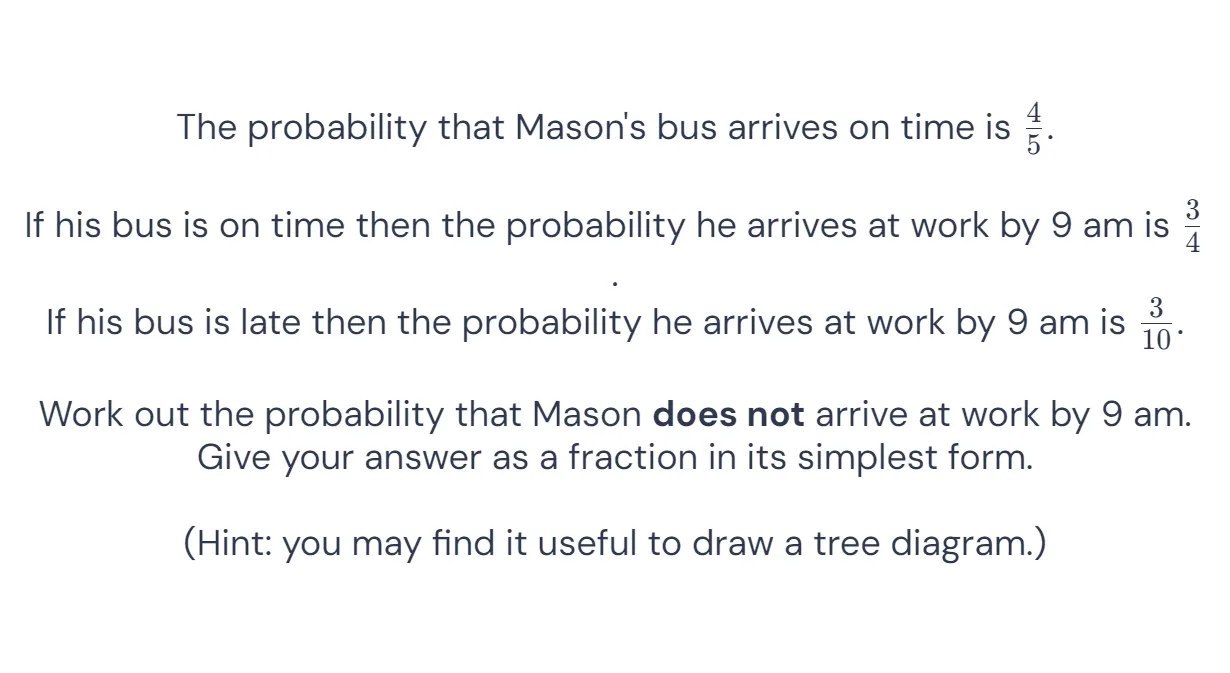 The probability that Mason's bus arrives on time is 4/5.
If his bus is on time then the probability he arrives at work by 9 am is 3/4
.
If his bus is late then the probability he arrives at work by 9 am is 3/10.
Work out the probability that Mason does not arrive at work by 9 am.
Give your answer as a fraction in its simplest form.
(Hint: you may find it useful to draw a tree diagram.)